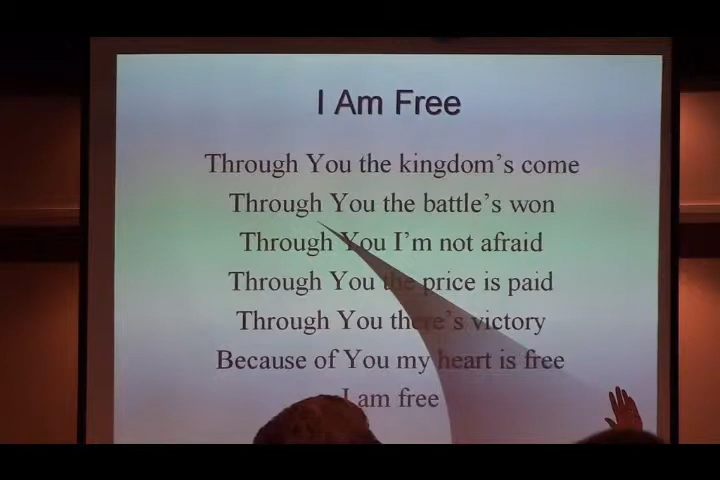 I Am Free
Through You the kingdom's come
Through You the battle's won
Through You I'm not afraid
Through You the price is paid
Through You there's victory
Because of You my heart is free
I am free